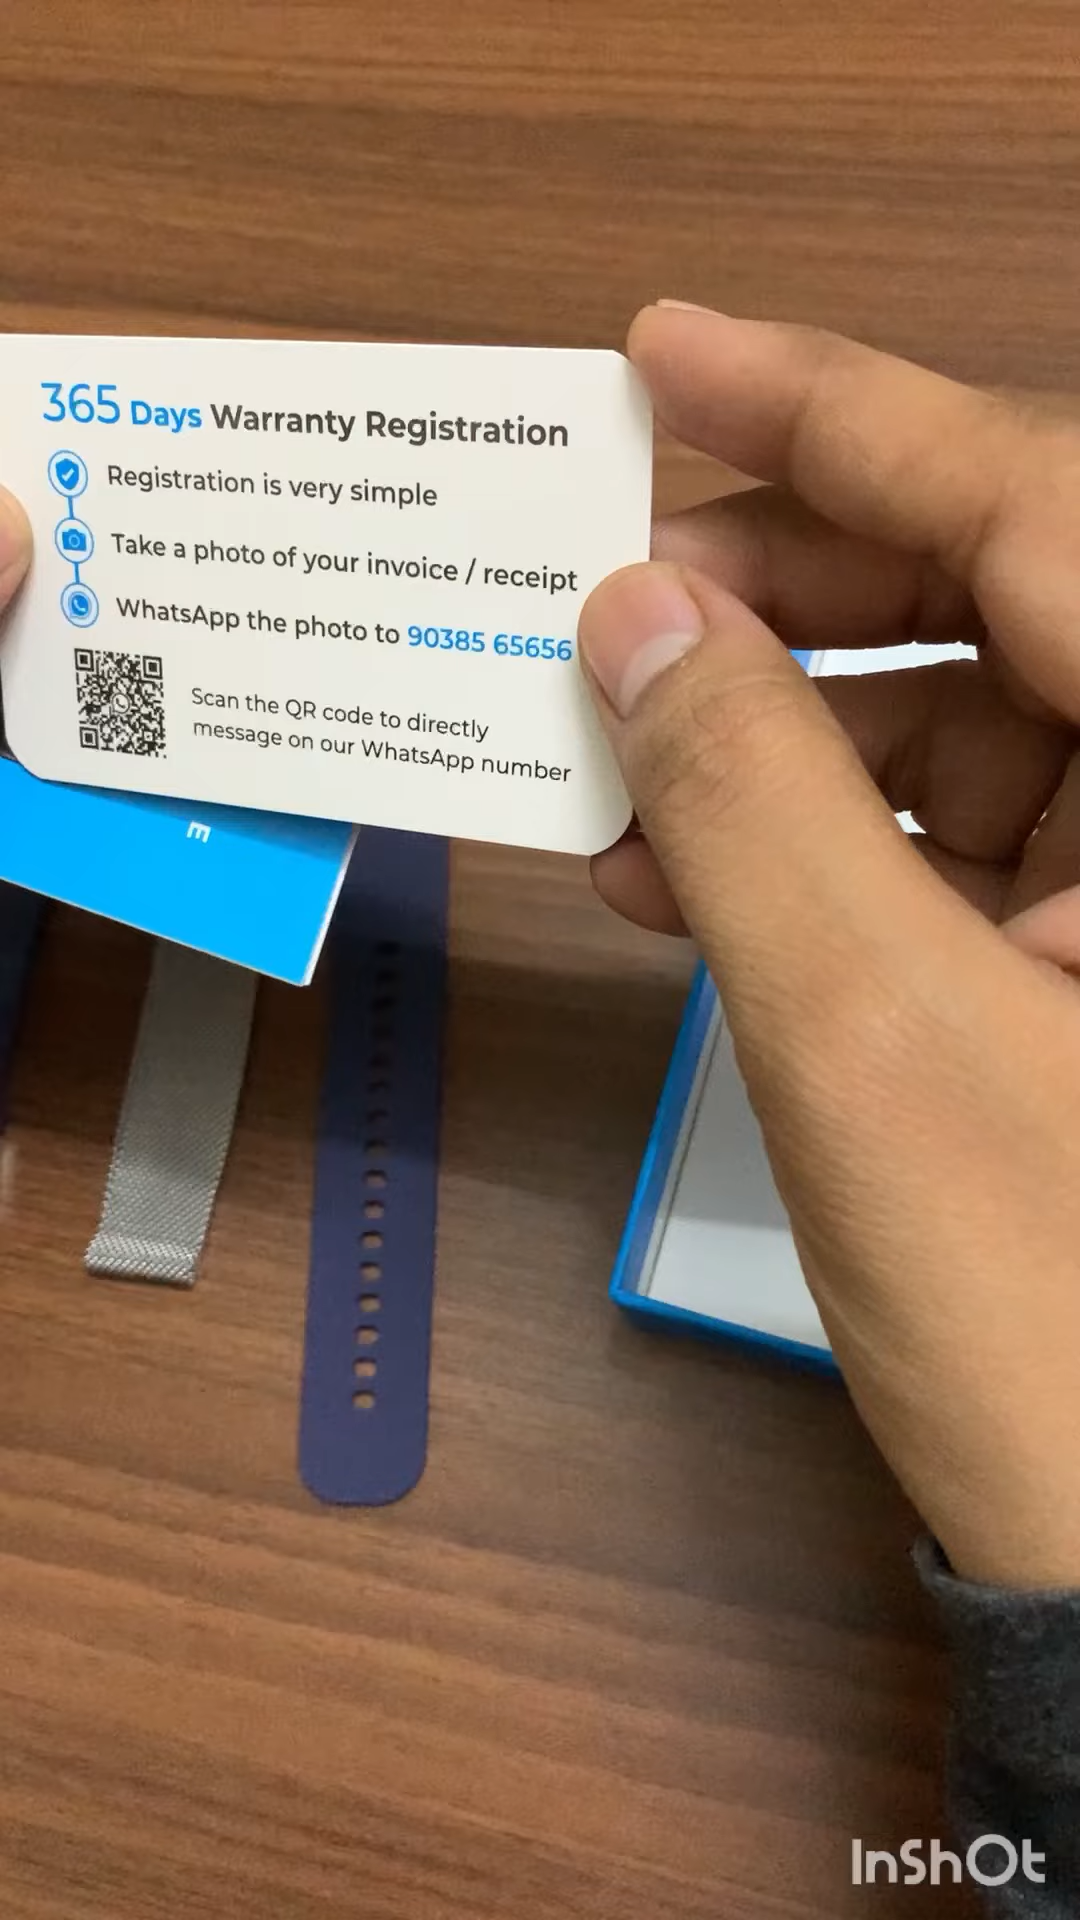 365 Days Warranty Registration
Registration is very simple
Take a photo of your invoice / receipt
WhatsApp the photo to 90385 65656
Scan the QR code to directly
message on our WhatsApp number
E
InShOt